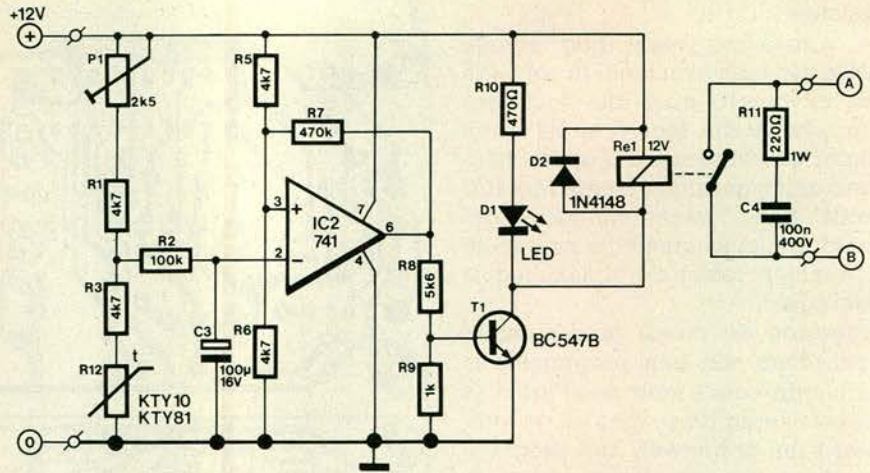 +12V
+
P1
2k5
R1
4k7
R2
100k
R3
4k7
R12
t
KTY10
KTY81
0
C3
100µ
16V
R5
4k7
R7
470k
3
+
2
−
IC2
741
7
6
4
R6
4k7
R8
5k6
R9
1k
R10
470Ω
D1
LED
D2
1N4148
Re1
12V
T1
BC547B
R11
220Ω
1W
C4
100n
400V
A
B